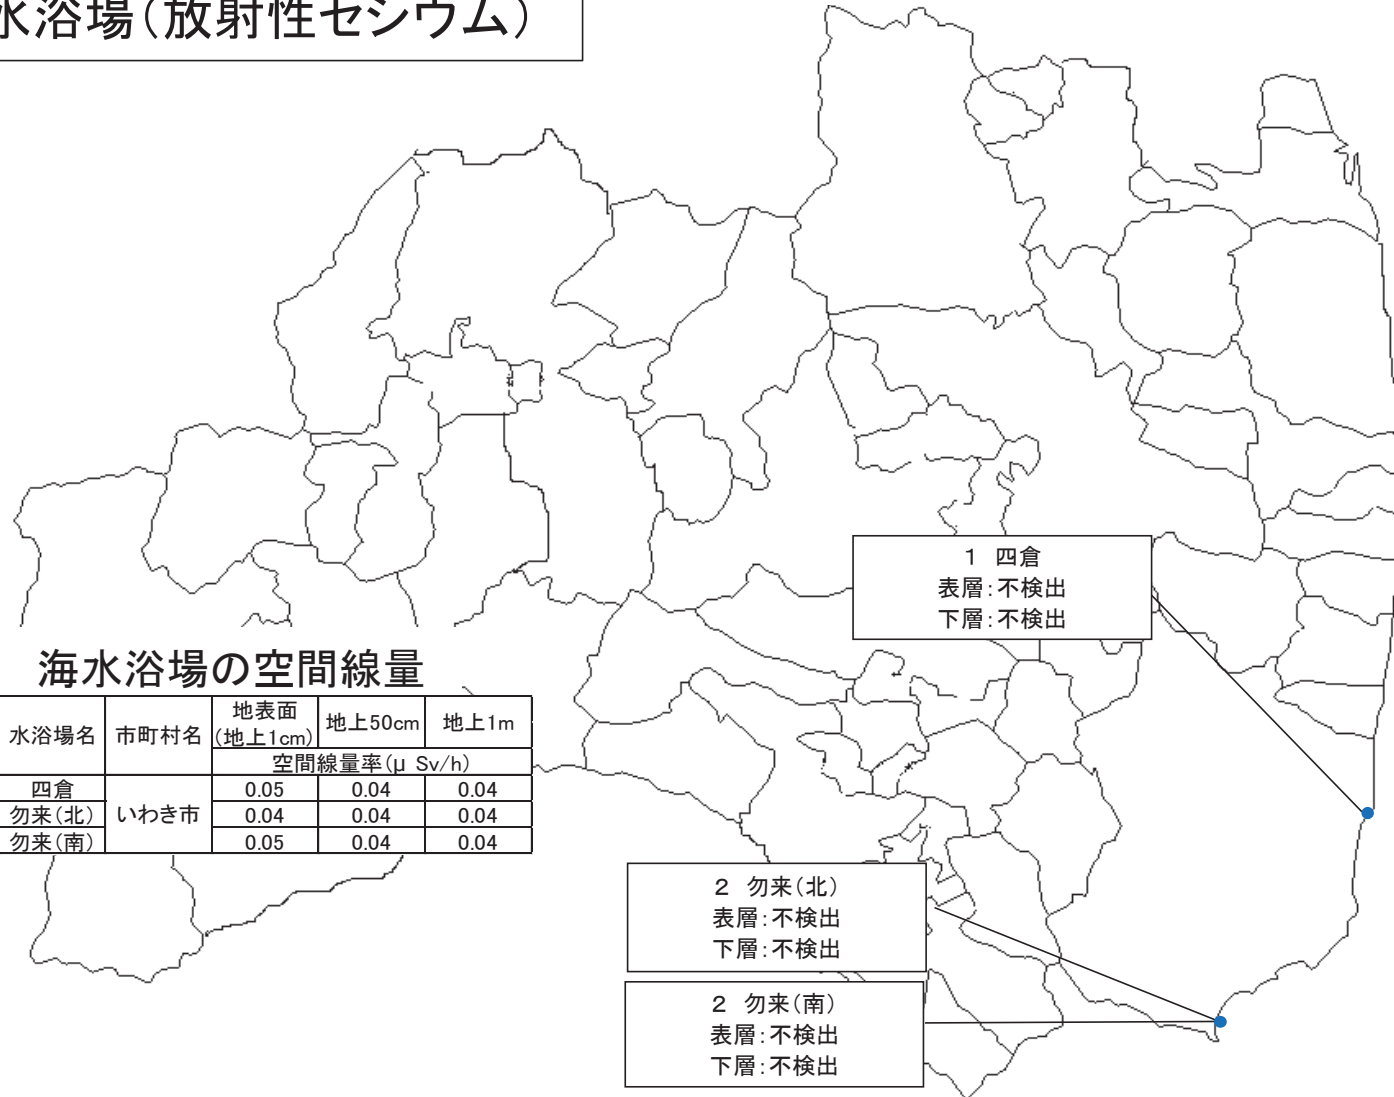 水浴場(放射性セシウム)
1 四倉
表層:不検出
下層:不検出
海水浴場の空間線量
水浴場名 市町村名 地表面(地上1cm) 地上50cm 地上1m
空間線量率(μ Sv/h)
四倉 いわき市 0.05 0.04 0.04
勿来(北) 0.04 0.04 0.04
勿来(南) 0.05 0.04 0.04
2 勿来(北)
表層:不検出
下層:不検出
2 勿来(南)
表層:不検出
下層:不検出